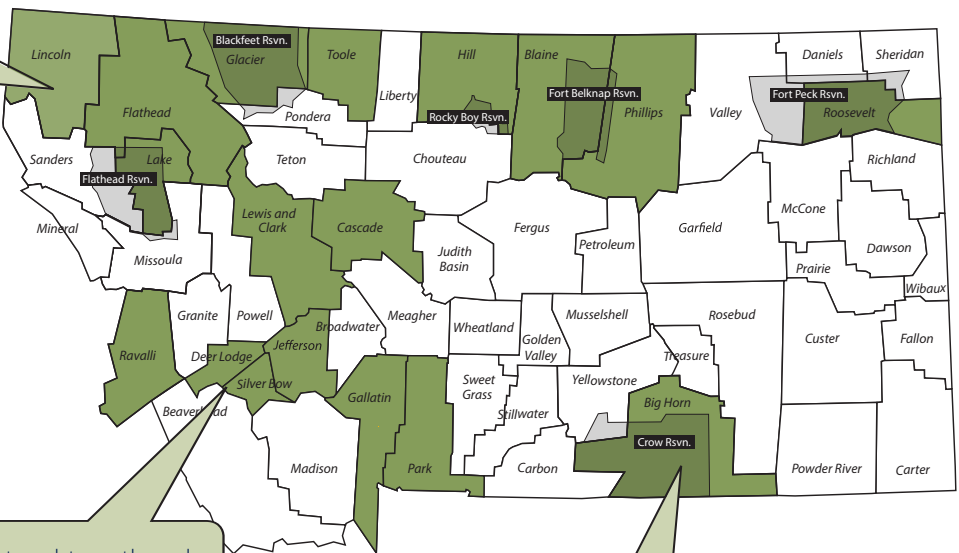 Lincoln
Blackfeet Rsvn.
Glacier
Toole
Hill
Blaine
Daniels
Sheridan
Flathead
Liberty
Pondera
Rocky Boy Rsvn.
Fort Belknap Rsvn.
Phillips
Valley
Fort Peck Rsvn.
Roosevelt
Sanders
Lake
Flathead Rsvn.
Teton
Chouteau
Richland
Mineral
Missoula
Lewis and
Clark
Cascade
Judith
Basin
Fergus
Petroleum
Garfield
McCone
Dawson
Prairie
Wibaux
Granite
Powell
Broadwater
Meagher
Wheatland
Golden
Valley
Musselshell
Rosebud
Custer
Fallon
Ravalli
Deer Lodge
Jefferson
Silver Bow
Treasure
Beaverhead
Gallatin
Sweet
Grass
Stillwater
Yellowstone
Big Horn
Crow Rsvn.
Madison
Park
Carbon
Powder River
Carter